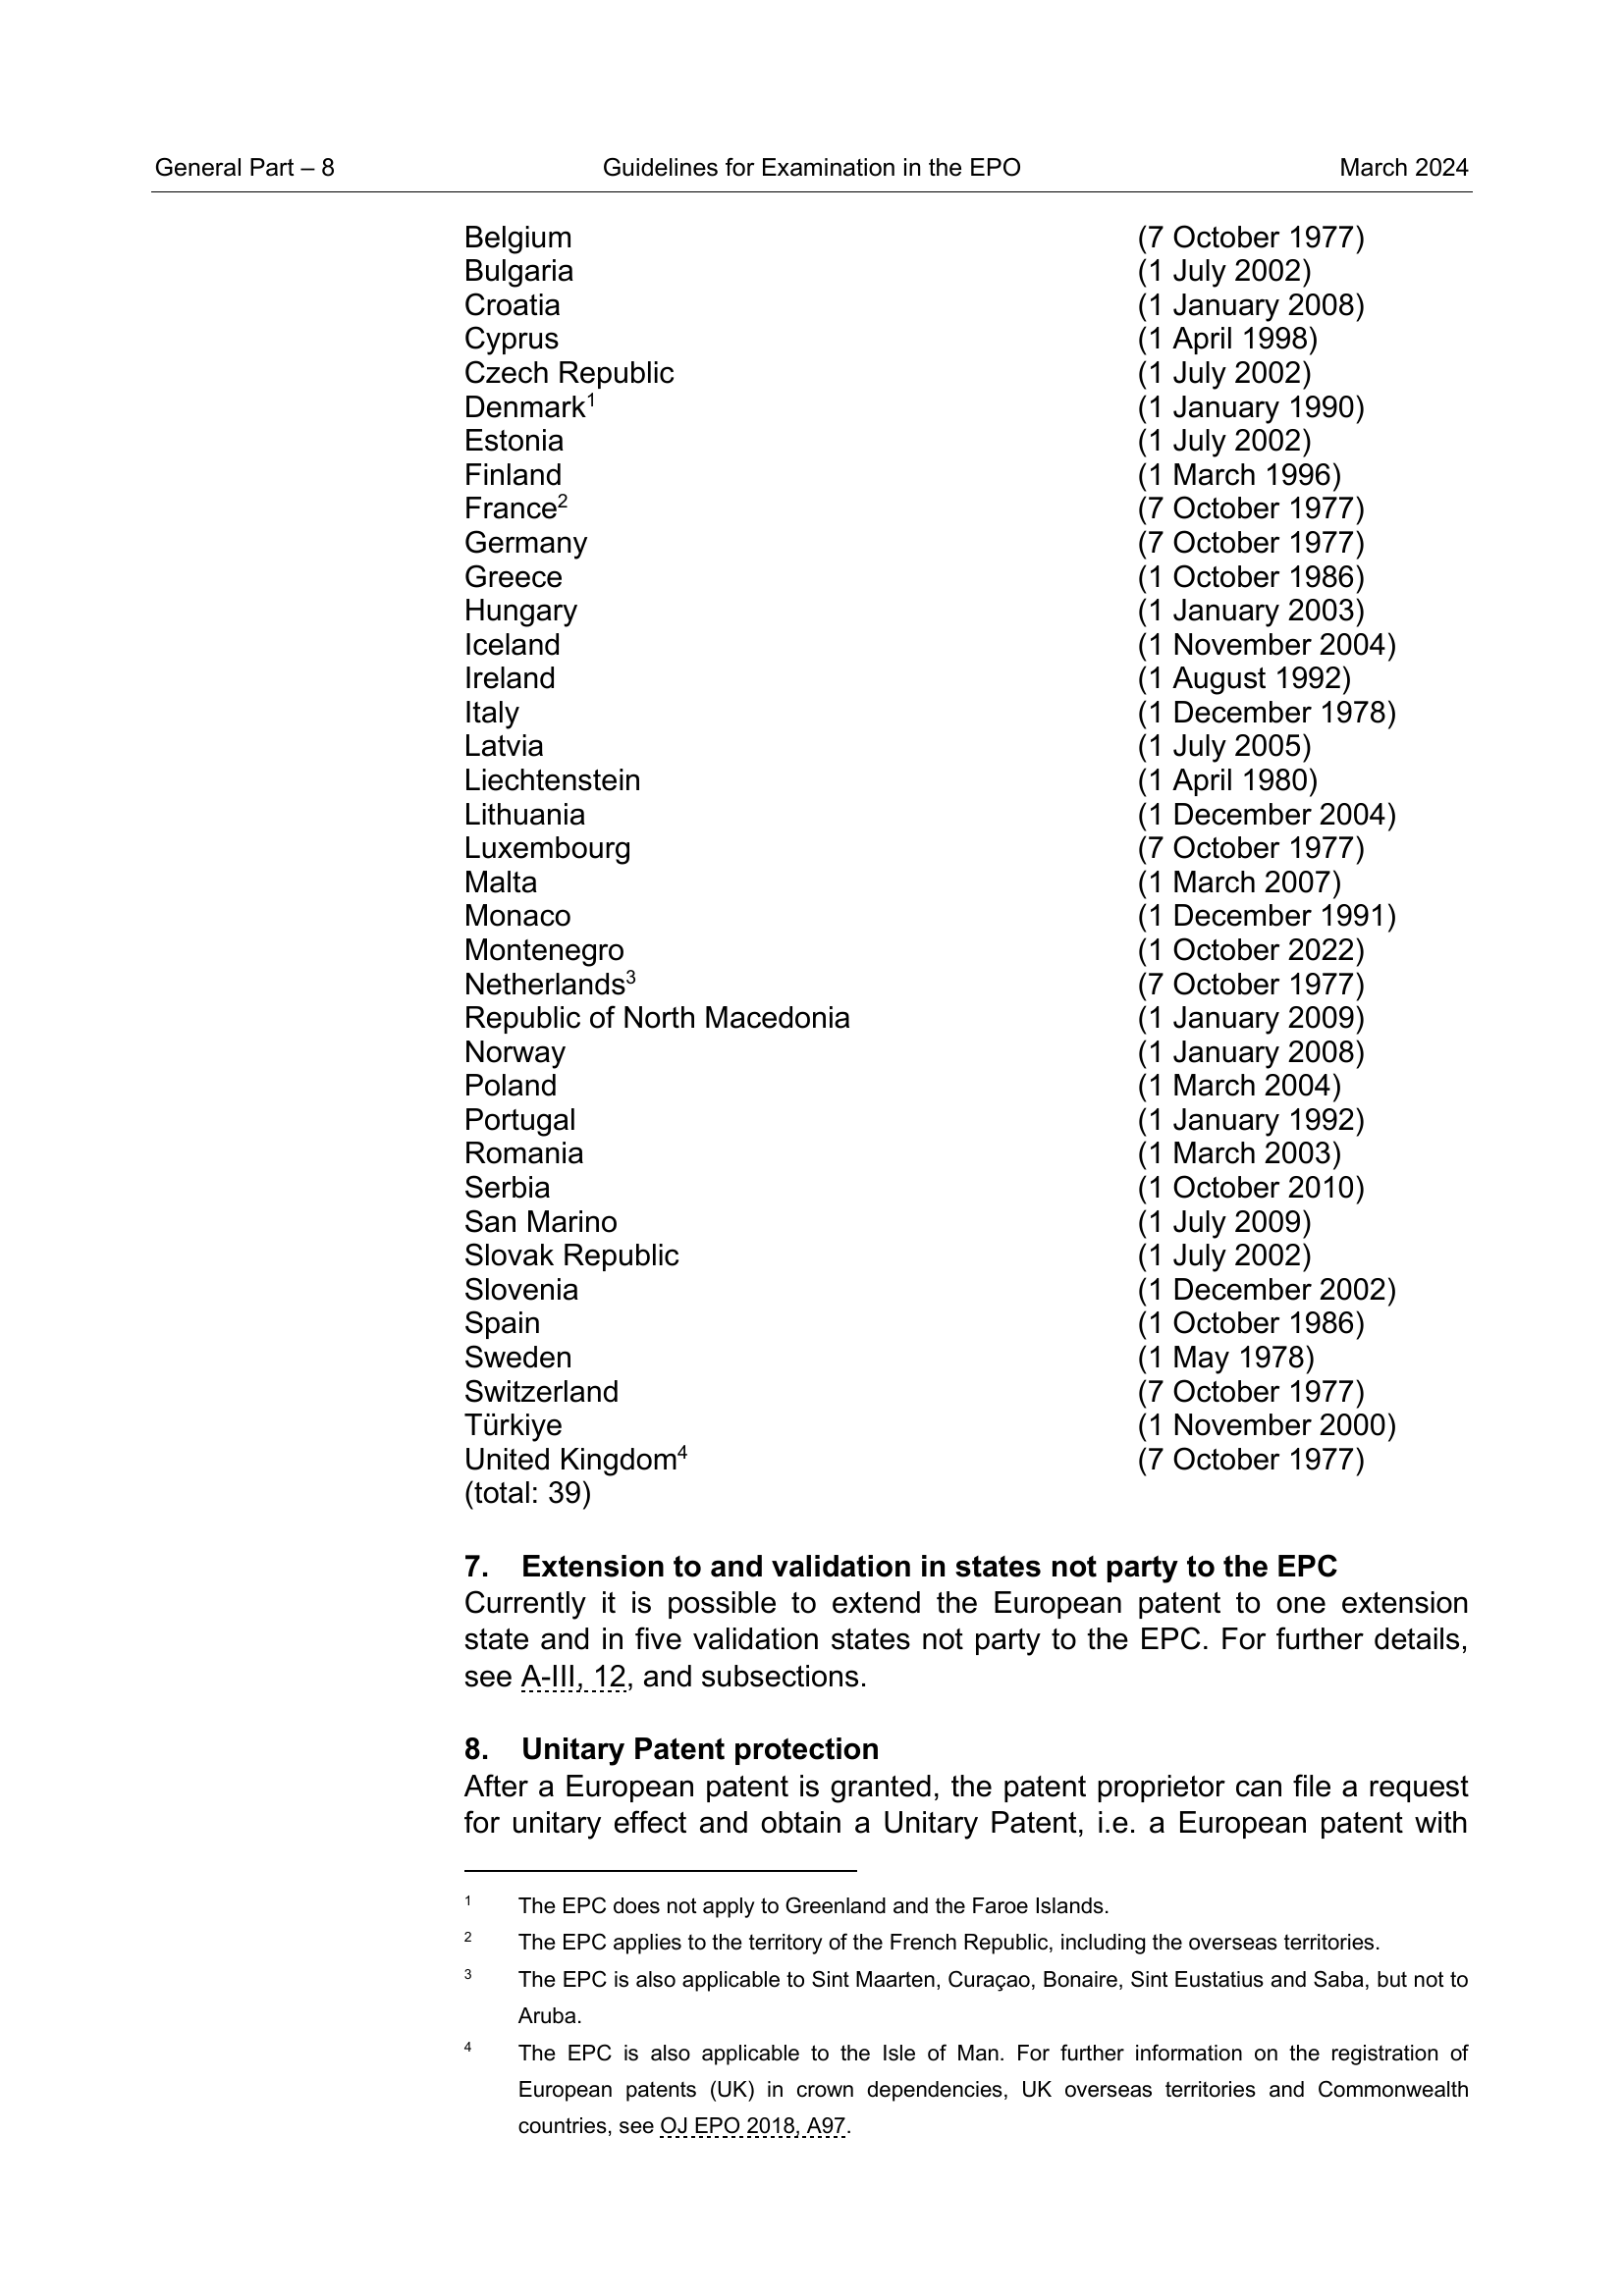 General Part – 8 Guidelines for Examination in the EPO March 2024
Belgium (7 October 1977)
Bulgaria (1 July 2002)
Croatia (1 January 2008)
Cyprus (1 April 1998)
Czech Republic (1 July 2002)
Denmark1 (1 January 1990)
Estonia (1 July 2002)
Finland (1 March 1996)
France2 (7 October 1977)
Germany (7 October 1977)
Greece (1 October 1986)
Hungary (1 January 2003)
Iceland (1 November 2004)
Ireland (1 August 1992)
Italy (1 December 1978)
Latvia (1 July 2005)
Liechtenstein (1 April 1980)
Lithuania (1 December 2004)
Luxembourg (7 October 1977)
Malta (1 March 2007)
Monaco (1 December 1991)
Montenegro (1 October 2022)
Netherlands3 (7 October 1977)
Republic of North Macedonia (1 January 2009)
Norway (1 January 2008)
Poland (1 March 2004)
Portugal (1 January 1992)
Romania (1 March 2003)
Serbia (1 October 2010)
San Marino (1 July 2009)
Slovak Republic (1 July 2002)
Slovenia (1 December 2002)
Spain (1 October 1986)
Sweden (1 May 1978)
Switzerland (7 October 1977)
Türkiye (1 November 2000)
United Kingdom4 (7 October 1977)
(total: 39)
7. Extension to and validation in states not party to the EPC
Currently it is possible to extend the European patent to one extension
state and in five validation states not party to the EPC. For further details,
see A-III, 12, and subsections.
8. Unitary Patent protection
After a European patent is granted, the patent proprietor can file a request
for unitary effect and obtain a Unitary Patent, i.e. a European patent with
1 The EPC does not apply to Greenland and the Faroe Islands.
2 The EPC applies to the territory of the French Republic, including the overseas territories.
3 The EPC is also applicable to Sint Maarten, Curaçao, Bonaire, Sint Eustatius and Saba, but not to
Aruba.
4 The EPC is also applicable to the Isle of Man. For further information on the registration of
European patents (UK) in crown dependencies, UK overseas territories and Commonwealth
countries, see OJ EPO 2018, A97.